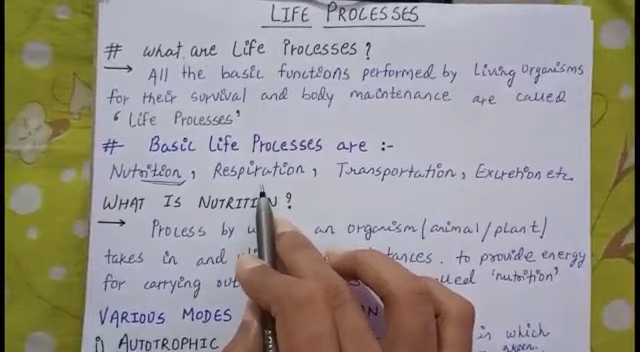 LIFE PROCESSES
# What are Life Processes?
→ All the basic functions performed by living organisms
for their survival and body maintenance are called
'Life Processes'
# Basic Life Processes are :-
Nutrition, Respiration, Transportation, Excretion etc.
WHAT IS NUTRITION?
→ Process by an organism (animal/plant)
takes in and to provide energy
for carrying out 'nutrition'
VARIOUS MODES
i) AUTOTROPHIC is which
green